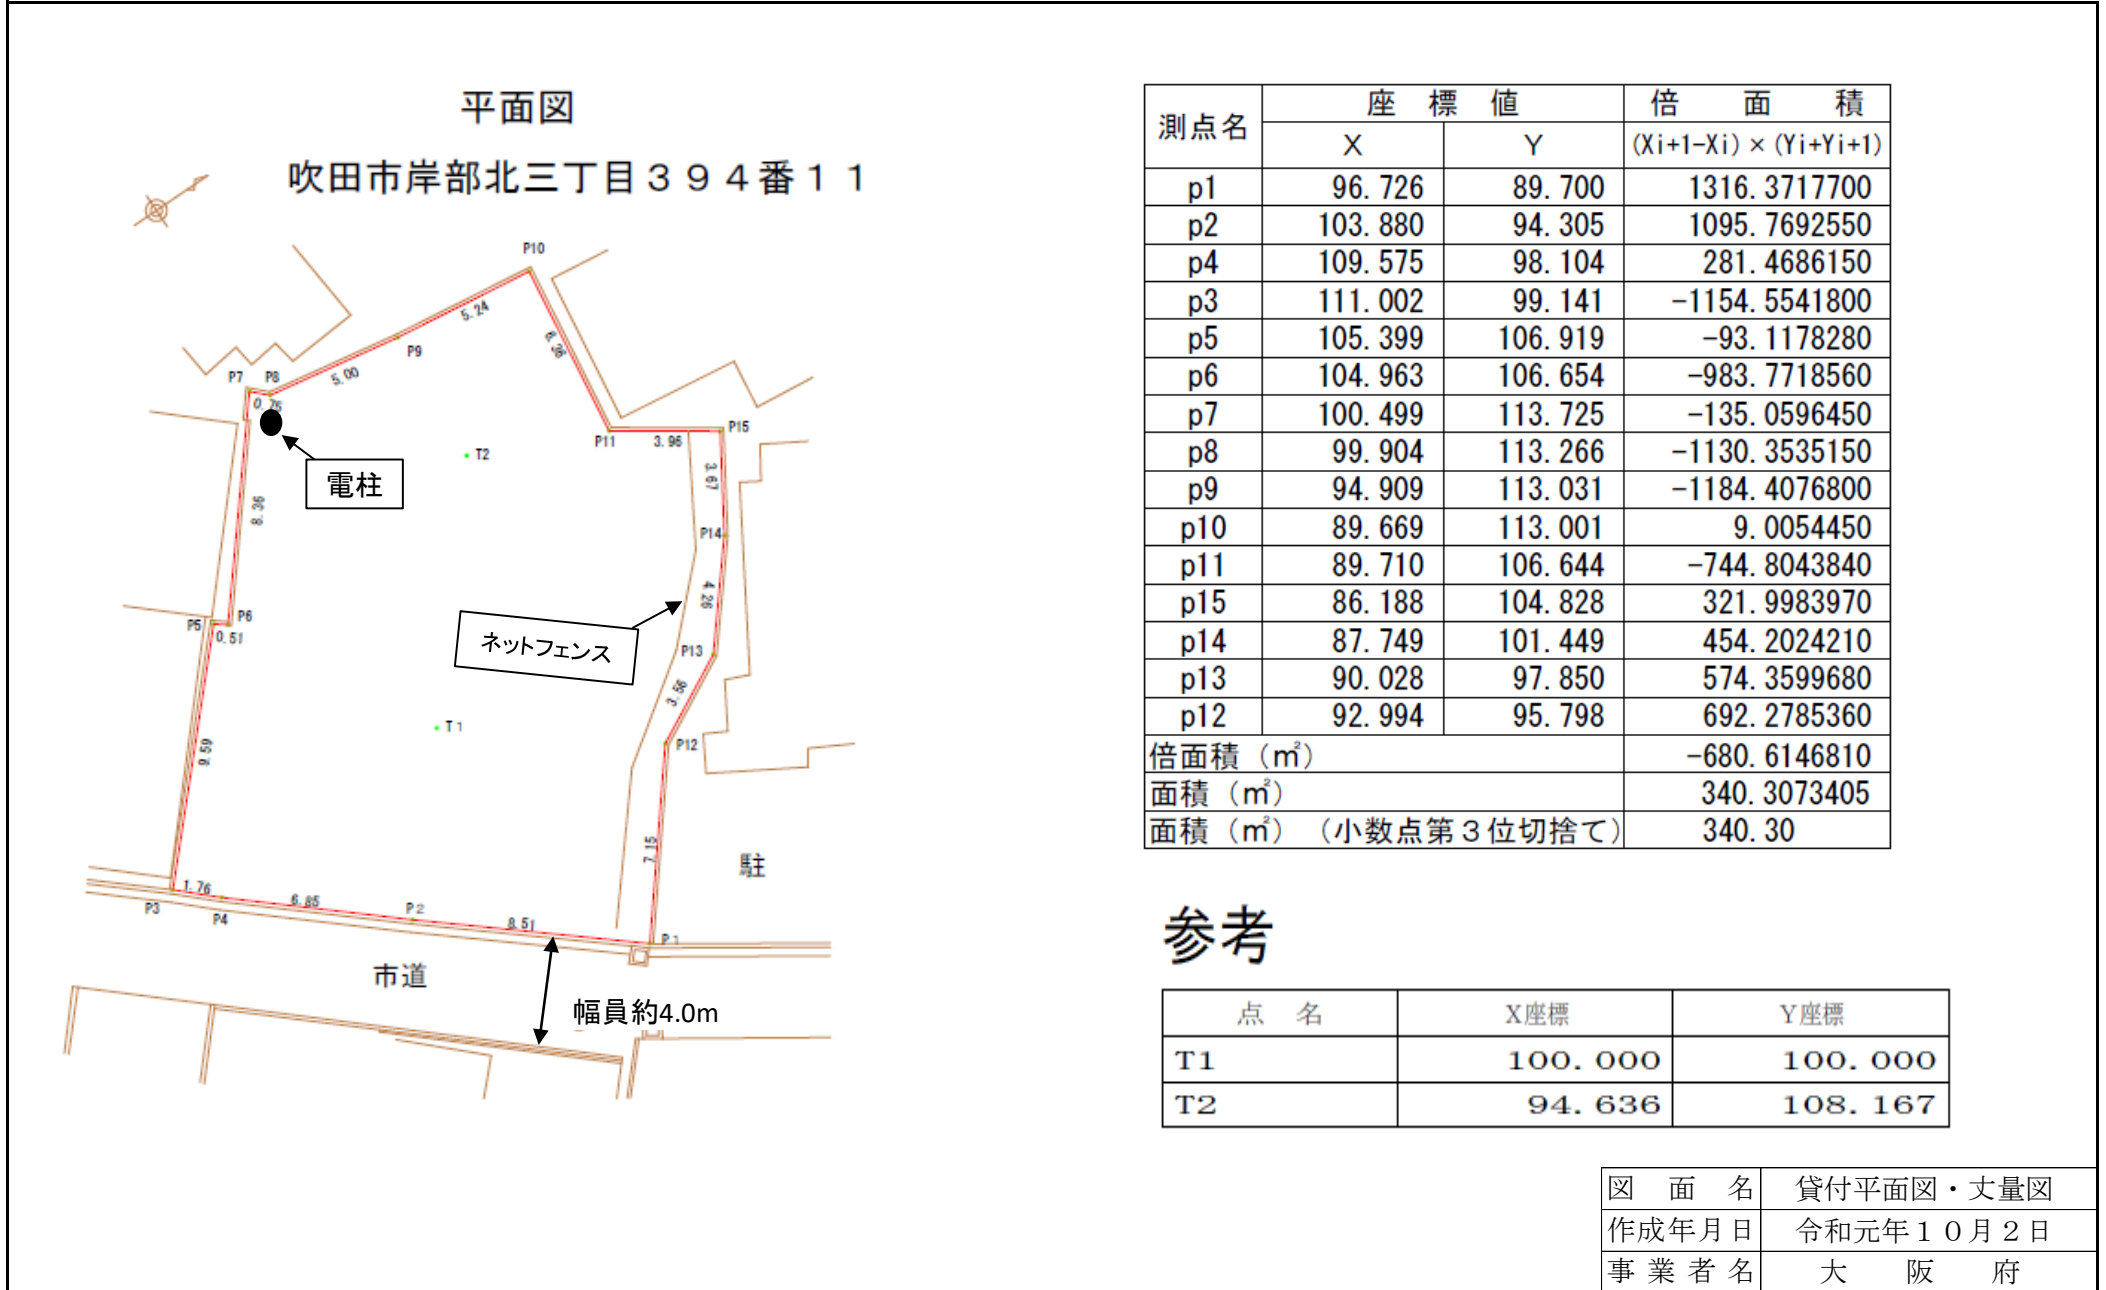 平面図
吹田市岸部北三丁目３９４番１１
P10
5.24
P9
6.36
5.00
P7
P8
0.75
電柱
T2
P11
3.96
P15
3.67
8.36
P14
4.26
ネットフェンス
P5
P6
0.51
P13
3.56
T1
P12
9.59
7.15
駐
1.76
6.85
P2
8.51
P3
P4
P1
市道
幅員約4.0m
測点名 座標値 倍面積
X Y (Xi+1-Xi)×(Yi+Yi+1)
p1 96.726 89.700 1316.3717700
p2 103.880 94.305 1095.7692550
p4 109.575 98.104 281.4686150
p3 111.002 99.141 -1154.5541800
p5 105.399 106.919 -93.1178280
p6 104.963 106.654 -983.7718560
p7 100.499 113.725 -135.0596450
p8 99.904 113.266 -1130.3535150
p9 94.909 113.031 -1184.4076800
p10 89.669 113.001 9.0054450
p11 89.710 106.644 -744.8043840
p15 86.188 104.828 321.9983970
p14 87.749 101.449 454.2024210
p13 90.028 97.850 574.3599680
p12 92.994 95.798 692.2785360
倍面積（㎡） -680.6146810
面積（㎡） 340.3073405
面積（㎡）（小数点第３位切捨て） 340.30
参考
点名 X座標 Y座標
T1 100.000 100.000
T2 94.636 108.167
図面名 貸付平面図・丈量図
作成年月日 令和元年１０月２日
事業者名 大阪府